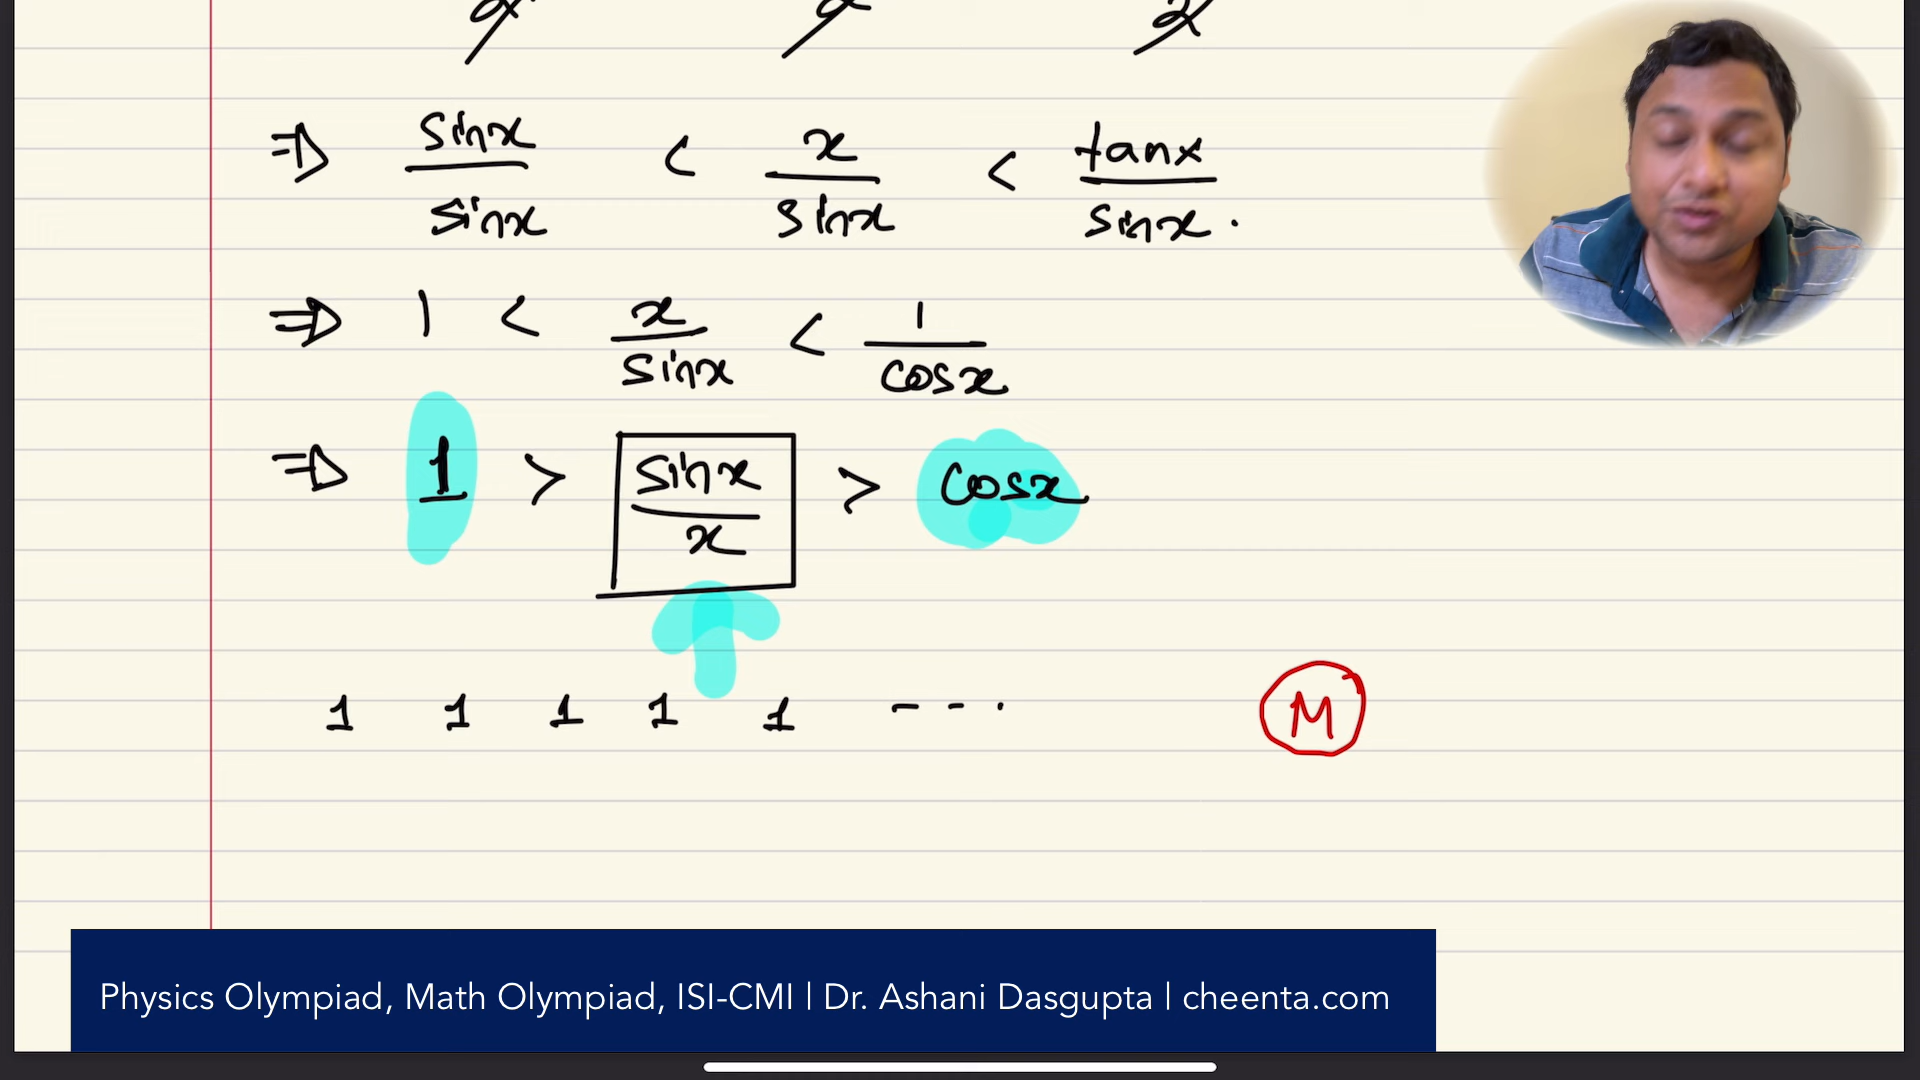 ⇒ sinx/sinx < x/sinx < tanx/sinx.
⇒ 1 < x/sinx < 1/cosx
⇒ 1 > sinx/x > cosx
1 1 1 1 1 - - - .
M
Physics Olympiad, Math Olympiad, ISI-CMI | Dr. Ashani Dasgupta | cheenta.com